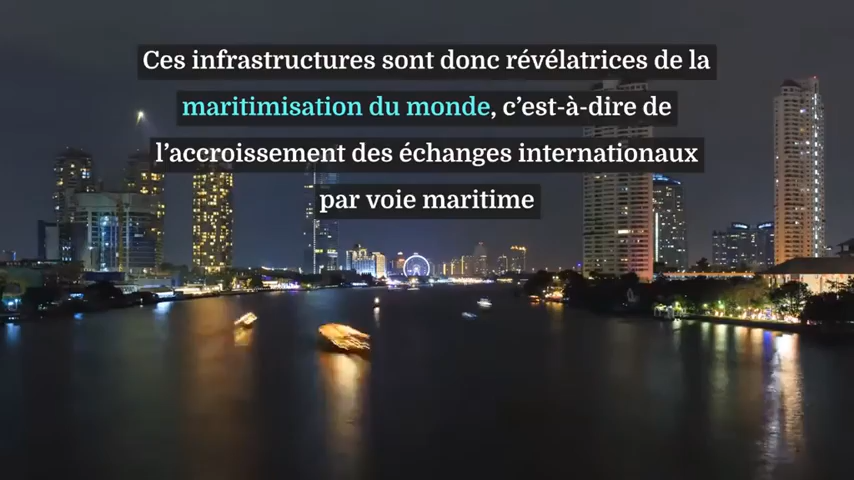 Ces infrastructures sont donc révélatrices de la
maritimisation du monde, c’est-à-dire de
l’accroissement des échanges internationaux
par voie maritime